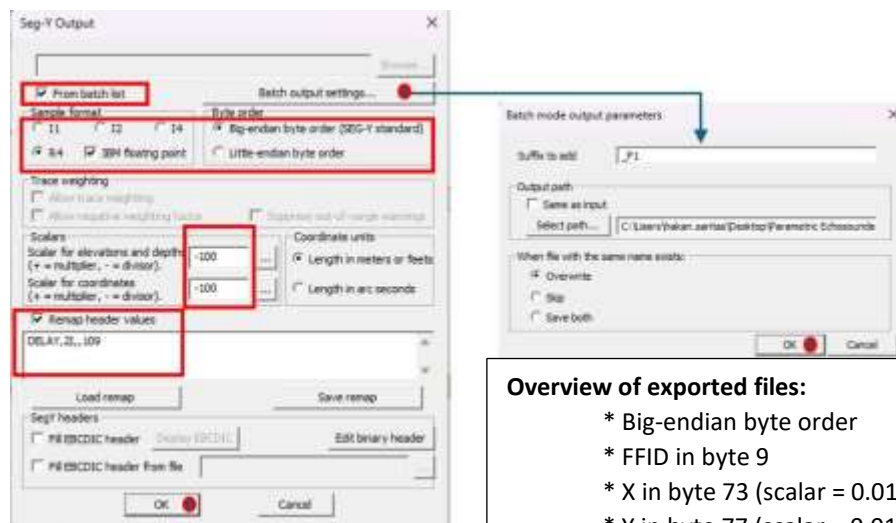 Seg-Y Output
Browse...
From batch list
Batch output settings...
Sample format
I1 I2 I4
R4 IBM floating point
Byte order
Big-endian byte order (SEG-Y standard)
Little-endian byte order
Trace weighting
Allow trace weighting
Allow negative weighting factor
Suppress out-of-range warnings
Scalars
Scalar for elevations and depths
(+ = multiplier, - = divisor).
-100
...
Scalar for coordinates
(+ = multiplier, - = divisor).
-100
...
Coordinate units
Length in meters or feets
Length in arc seconds
Remap header values
DELAY,2I,,109
Load remap
Save remap
SegY headers
Fill EBCDIC header
Display EBCDIC
Edit binary header
Fill EBCDIC header from file
...
OK
Cancel
Batch mode output parameters
Suffix to add
Output path
Same as input
Select path...
C:\Users\hakan.saritas\Desktop\Parametric Echosounde
When file with the same name exists:
Overwrite
Skip
Save both
OK
Cancel
Overview of exported files:
* Big-endian byte order
* FFID in byte 9
* X in byte 73 (scalar = 0.01